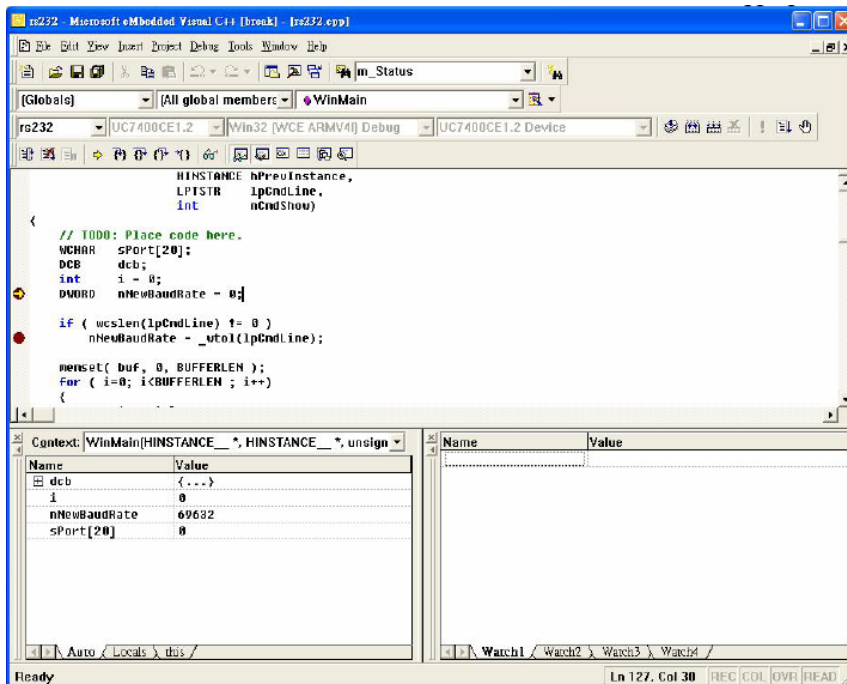 rs232 - Microsoft eMbedded Visual C++ [break] - [rs232.cpp]
File Edit View Insert Project Debug Tools Window Help
m_Status
(Globals) (All global members WinMain
rs232 UC7400CE1.2 Win32 (WCE ARMV4I) Debug UC7400CE1.2 Device
HINSTANCE hPrevInstance,
LPTSTR lpCmdLine,
int nCmdShow)
{
// TODO: Place code here.
WCHAR sPort[20];
DCB dcb;
int i = 0;
DWORD nNewBaudRate = 0;
if ( wcslen(lpCmdLine) != 0 )
nNewBaudRate = _wtol(lpCmdLine);
memset( buf, 0, BUFFERLEN );
for ( i=0; i<BUFFERLEN ; i++)
{
Context: WinMain(HINSTANCE__ *, HINSTANCE__ *, unsign
Name Value
Name Value
dcb {...}
i 0
nNewBaudRate 69632
sPort[20] 0
Auto Locals this
Watch1 Watch2 Watch3 Watch4
Ready
Ln 127, Col 30 REC COL OVR READ